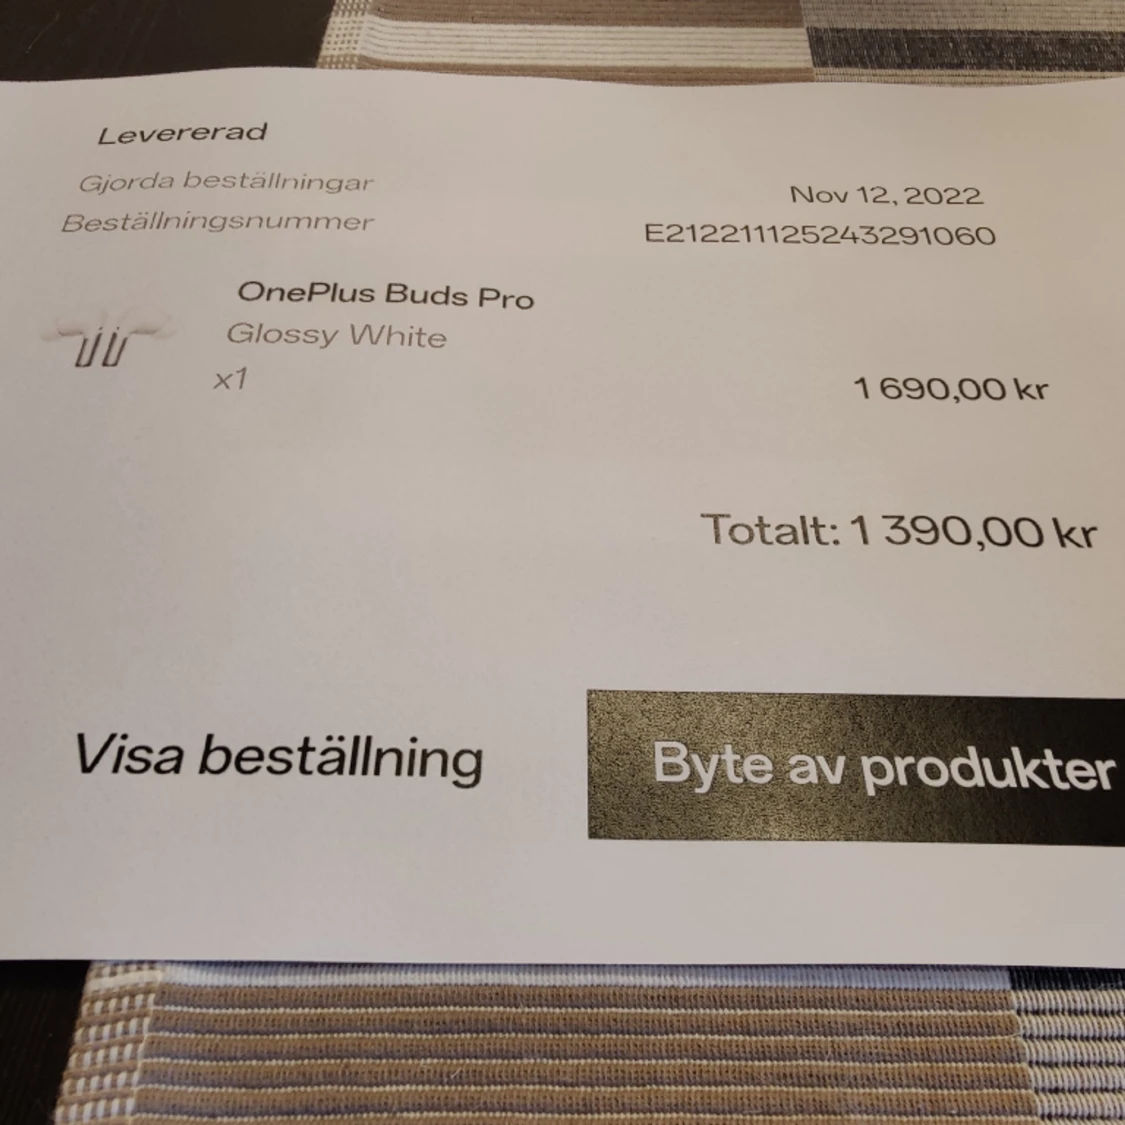 Levererad
Gjorda beställningar Nov 12, 2022
Beställningsnummer E212211125243291060
OnePlus Buds Pro
Glossy White
x1 1 690,00 kr
Totalt: 1 390,00 kr
Visa beställning Byte av produkter